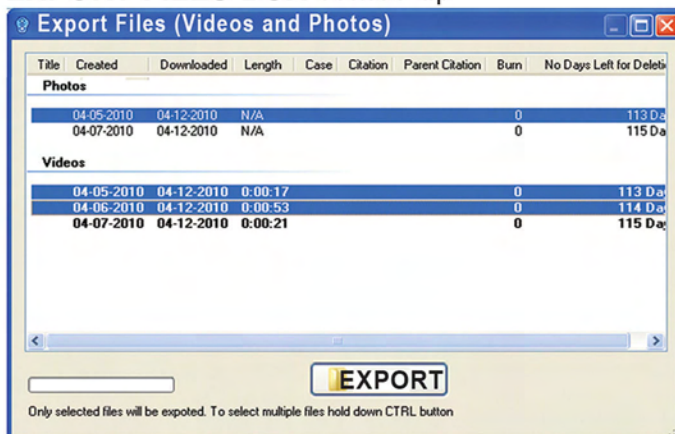 Export Files (Videos and Photos)
Title Created Downloaded Length Case Citation Parent Citation Burn No Days Left for Deleti
Photos
04-05-2010 04-12-2010 N/A 0 113 Da
04-07-2010 04-12-2010 N/A 0 115 Da
Videos
04-05-2010 04-12-2010 0:00:17 0 113 Da
04-06-2010 04-12-2010 0:00:53 0 114 Da
04-07-2010 04-12-2010 0:00:21 0 115 Da
EXPORT
Only selected files will be expoted. To select multiple files hold down CTRL button